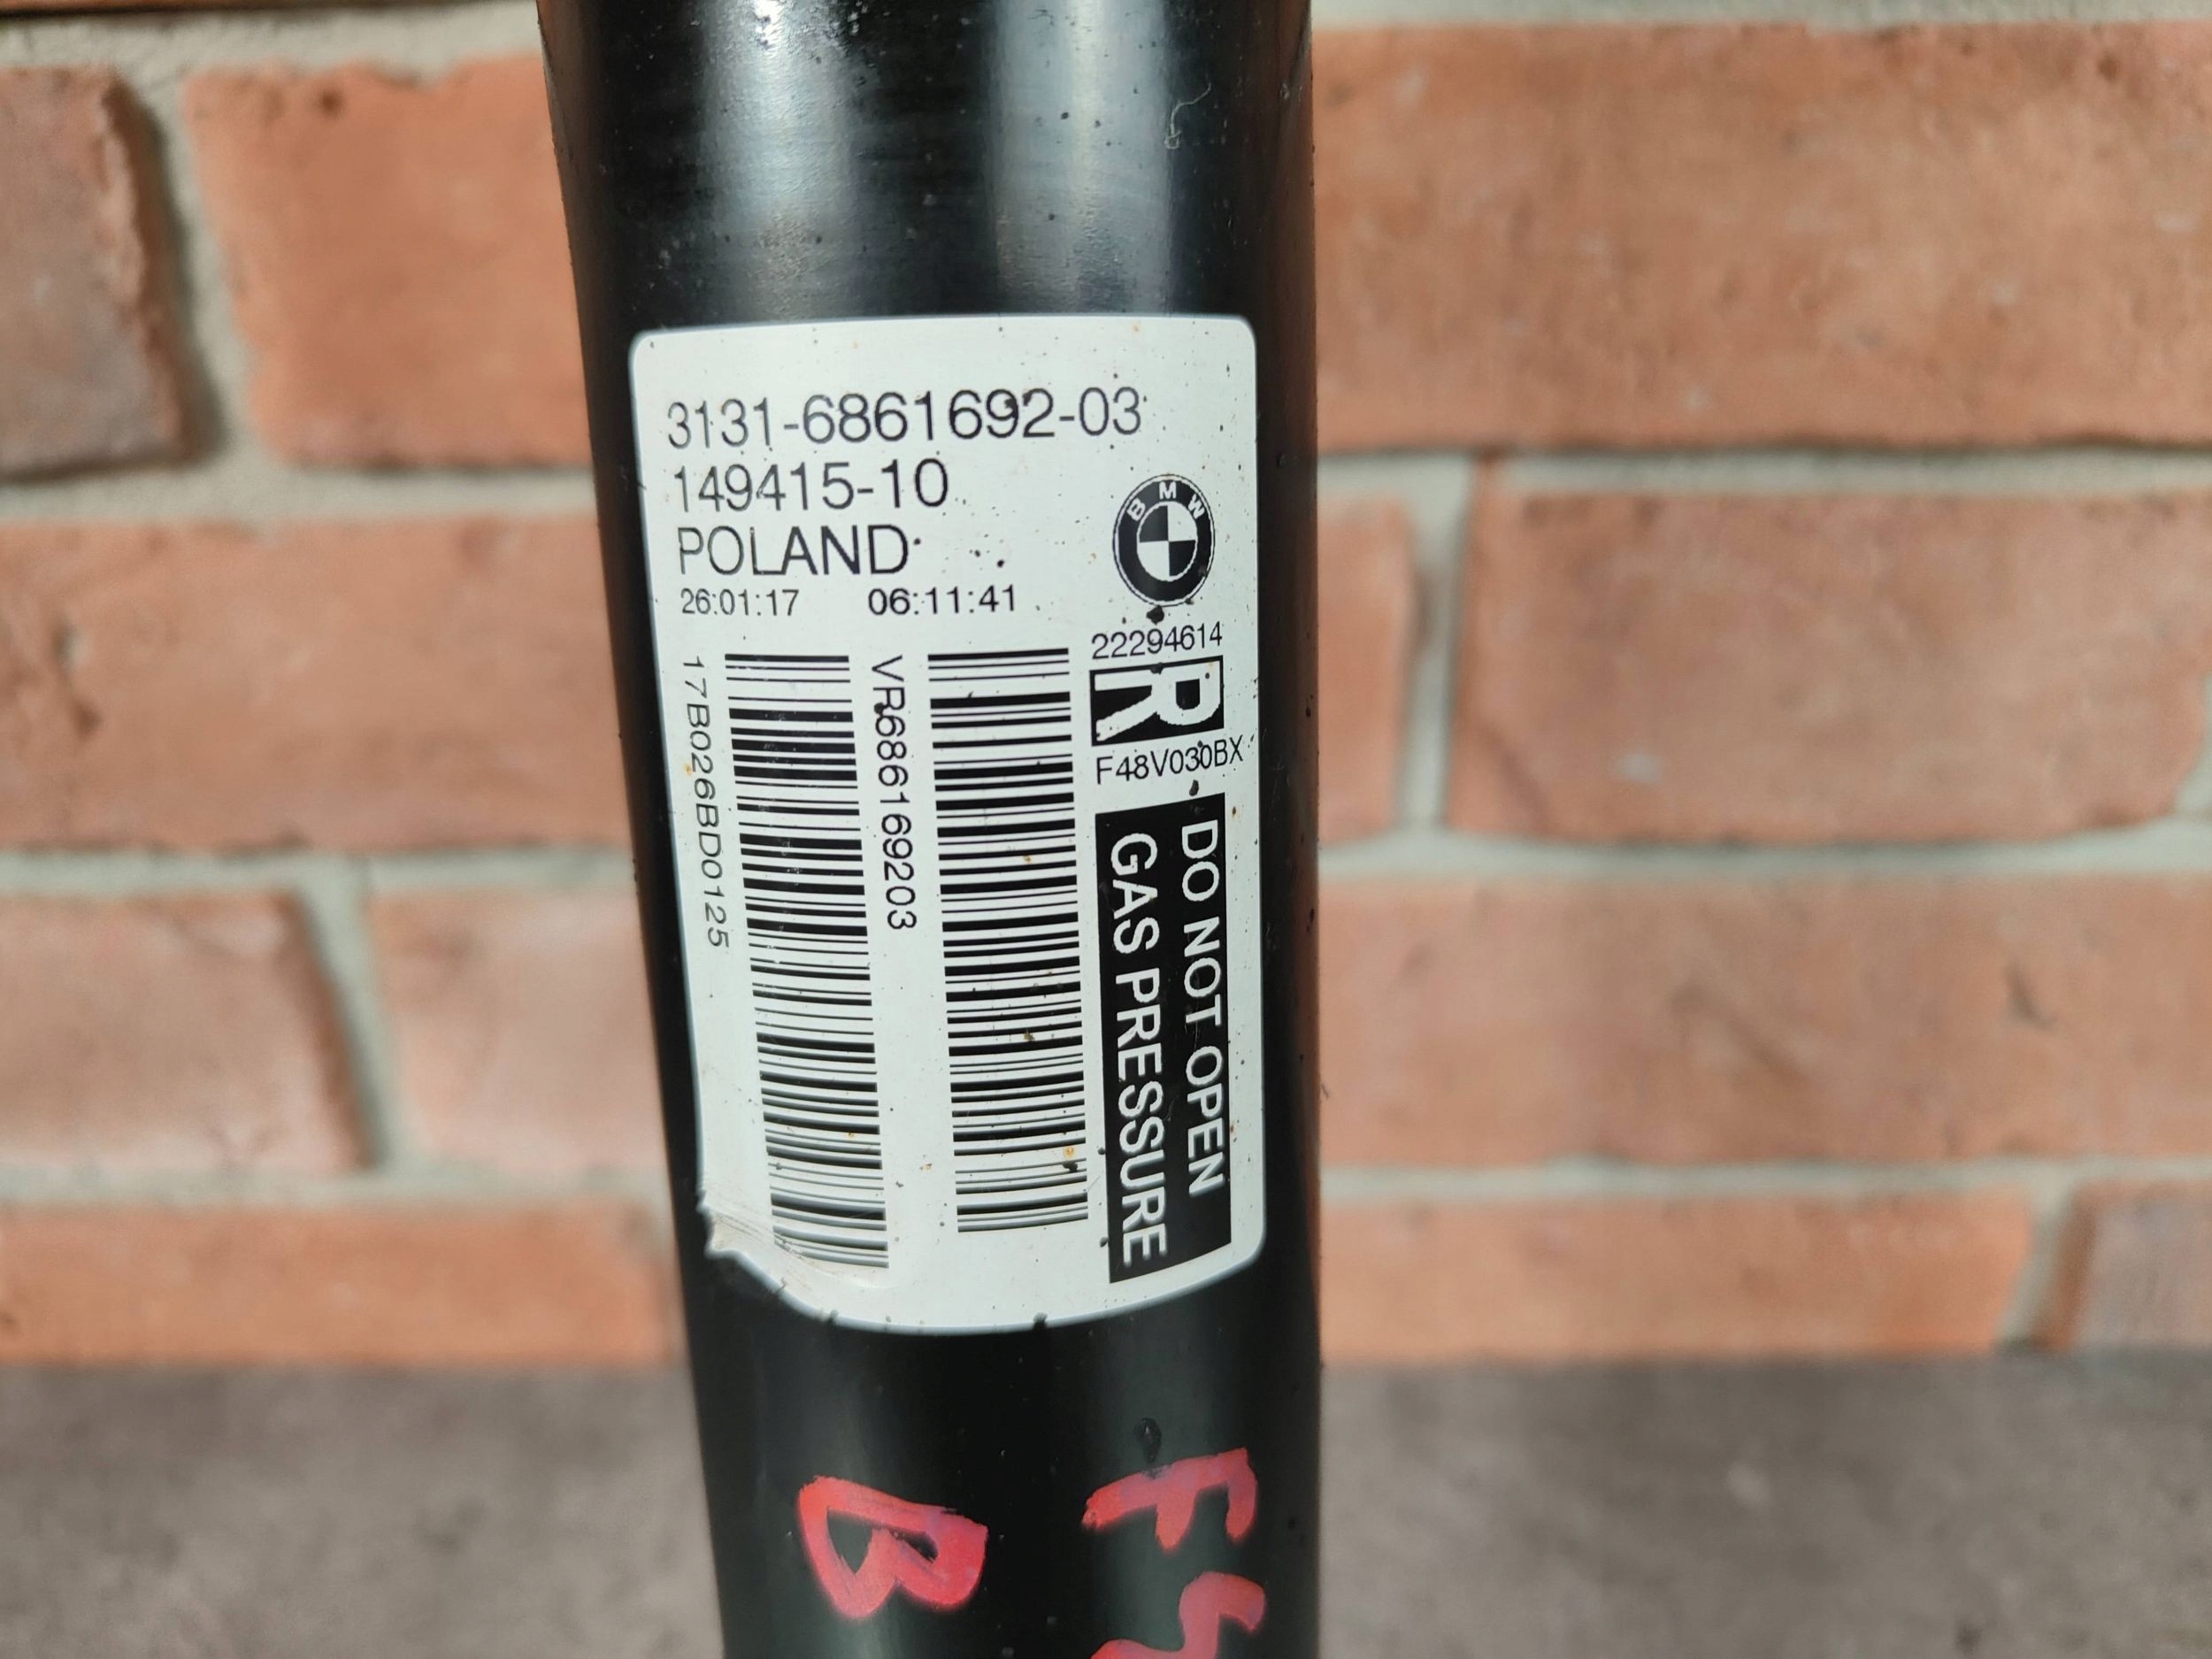 3131-6861692-03
149415-10
POLAND
26:01:17 06:11:41
BMW
22294614
R
F48V030BX
17B026BD0125
VR686169203
DO NOT OPEN
GAS PRESSURE
B
F